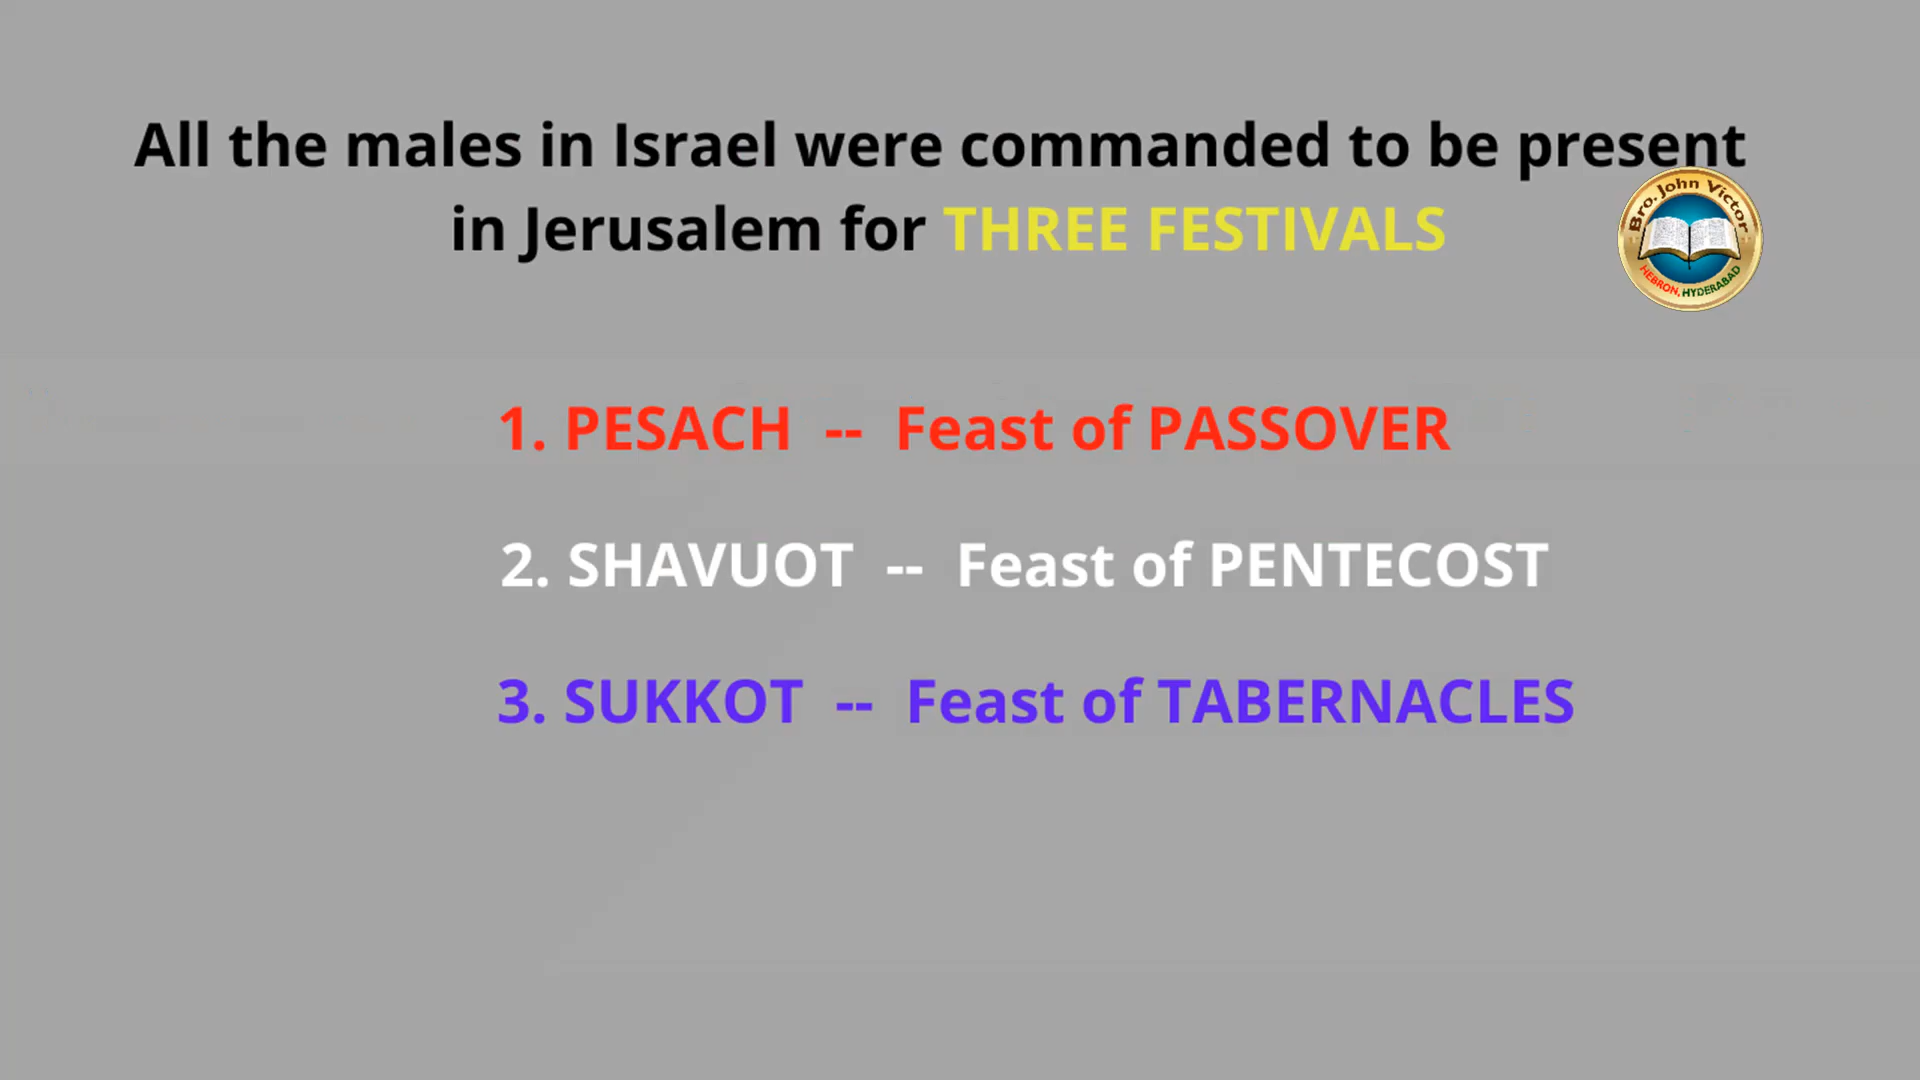 All the males in Israel were commanded to be present
in Jerusalem for THREE FESTIVALS
Bro. John Victor
HEBRON, HYDERABAD
1. PESACH -- Feast of PASSOVER
2. SHAVUOT -- Feast of PENTECOST
3. SUKKOT -- Feast of TABERNACLES